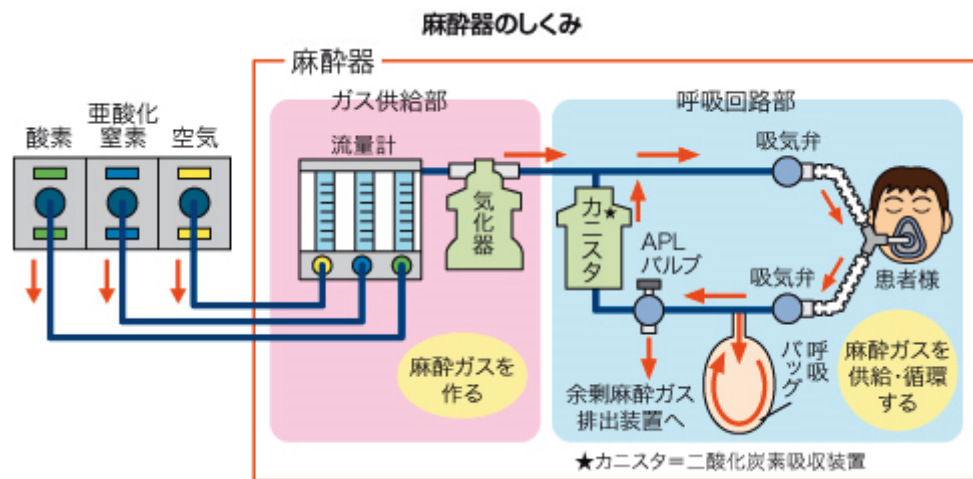 麻酔器のしくみ
麻酔器
ガス供給部
呼吸回路部
酸素
亜酸化
窒素
空気
流量計
気化器
カニスタ★
吸気弁
APL
バルブ
吸気弁
患者様
呼吸
バッグ
麻酔ガスを
作る
余剰麻酔ガス
排出装置へ
麻酔ガスを
供給・循環
する
★カニスタ＝二酸化炭素吸収装置